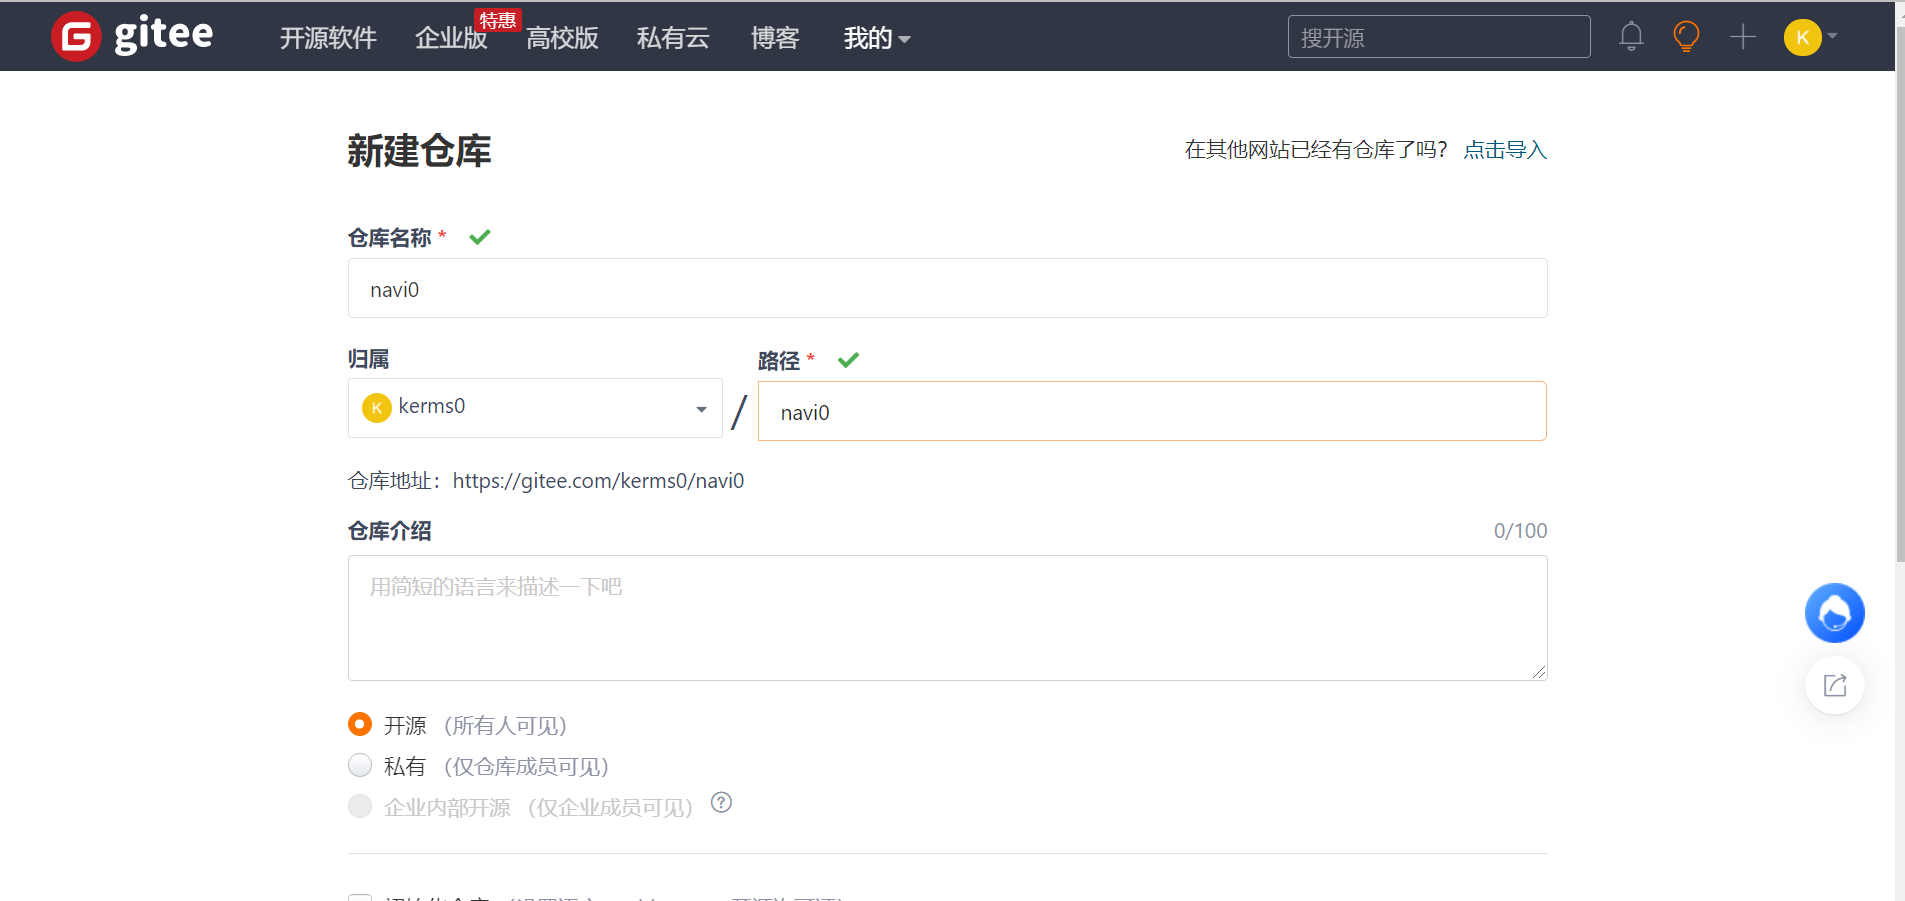 gitee 开源软件 企业版 特惠 高校版 私有云 博客 我的 搜开源 K
新建仓库 在其他网站已经有仓库了吗？ 点击导入
仓库名称 *
navi0
归属 路径 *
K kerms0 / navi0
仓库地址：https://gitee.com/kerms0/navi0
仓库介绍 0/100
用简短的语言来描述一下吧
开源 （所有人可见）
私有 （仅仓库成员可见）
企业内部开源 （仅企业成员可见） ?